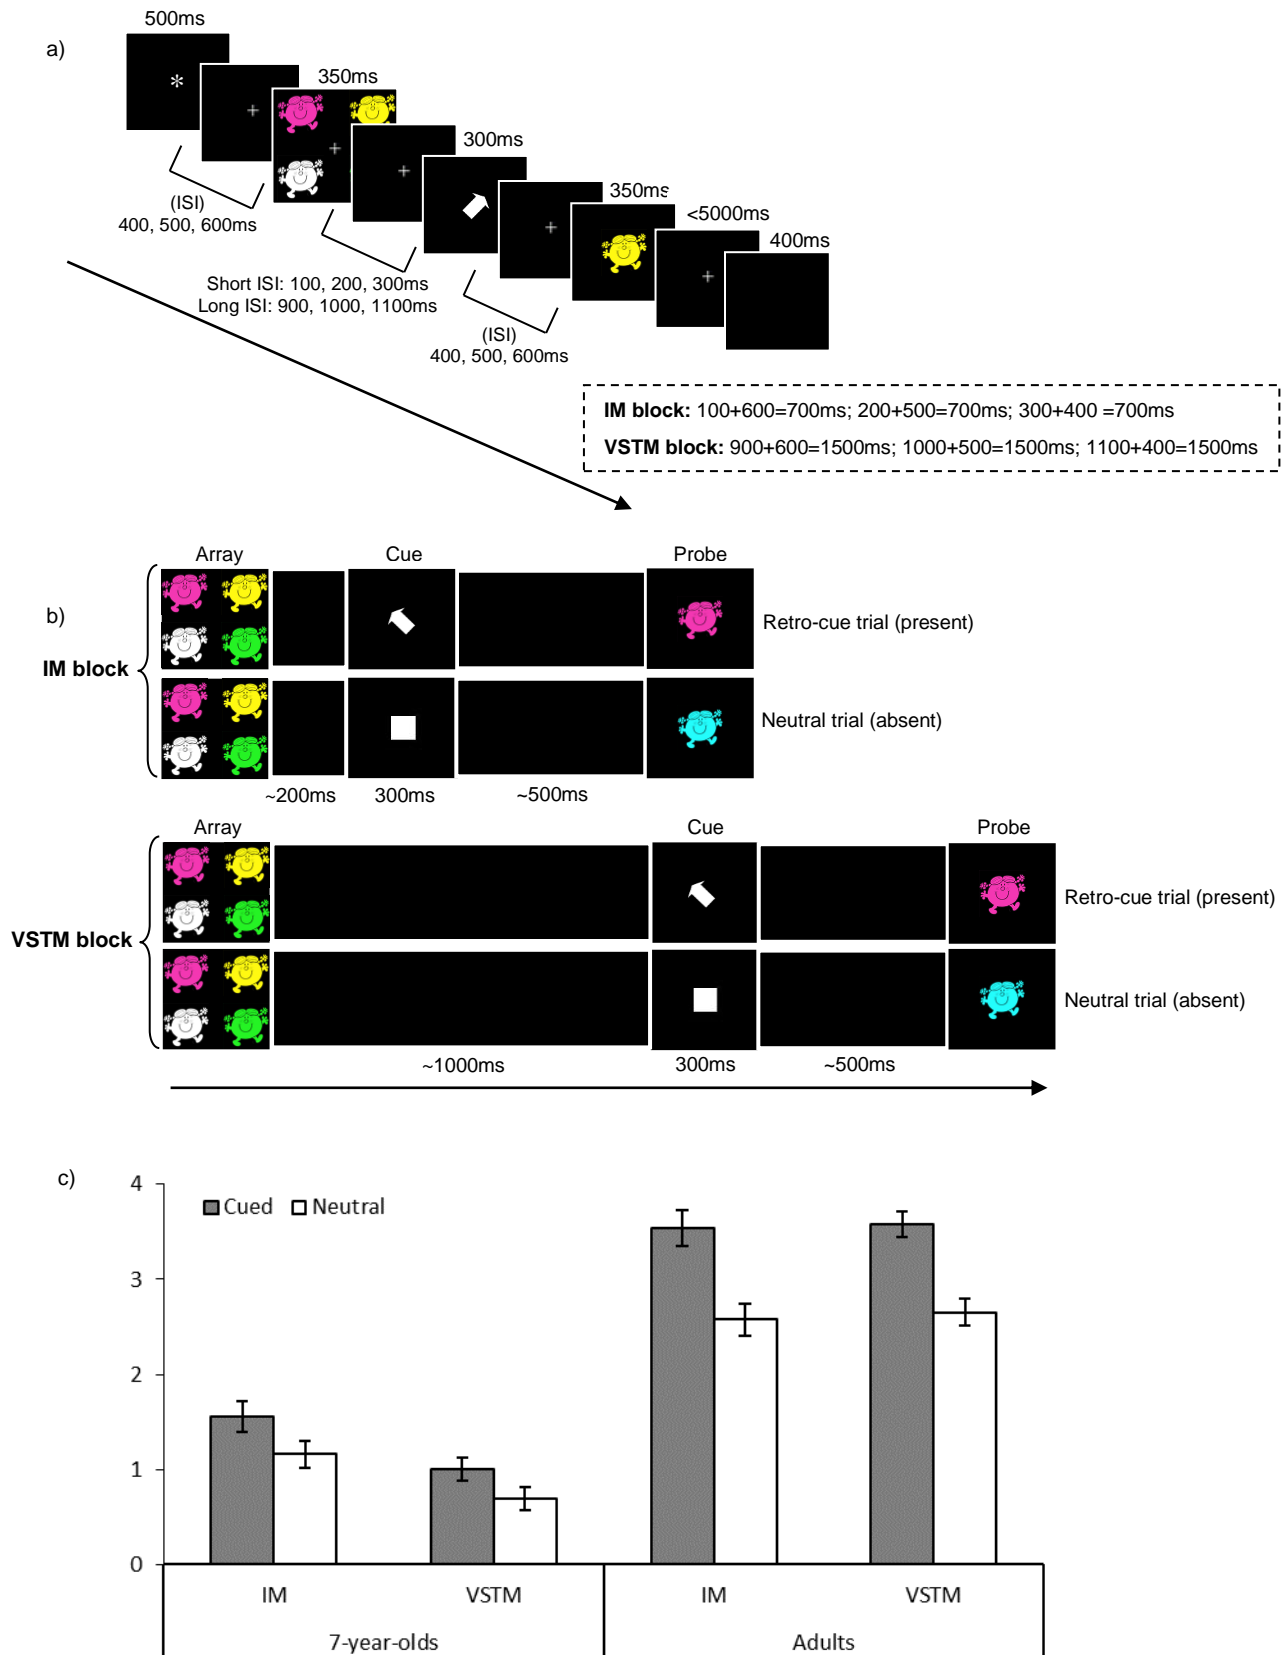 a)
500ms
350ms
300ms
350ms
<5000ms
400ms
(ISI)
400, 500, 600ms
Short ISI: 100, 200, 300ms
Long ISI: 900, 1000, 1100ms
(ISI)
400, 500, 600ms
IM block: 100+600=700ms; 200+500=700ms; 300+400 =700ms
VSTM block: 900+600=1500ms; 1000+500=1500ms; 1100+400=1500ms
b)
Array Cue Probe
IM block
Retro-cue trial (present)
Neutral trial (absent)
~200ms 300ms ~500ms
Array Cue Probe
VSTM block
Retro-cue trial (present)
Neutral trial (absent)
~1000ms 300ms ~500ms
c)
Cued Neutral
4
3
2
1
0
IM VSTM IM VSTM
7-year-olds Adults